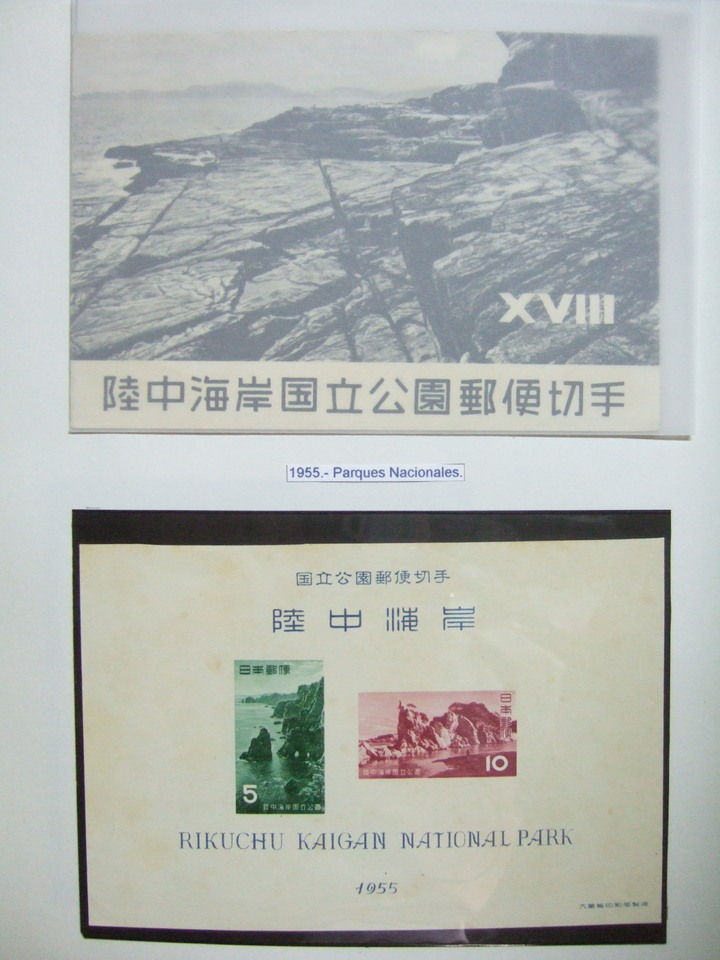 XVIII
陸中海岸国立公園郵便切手
1955.- Parques Nacionales.
国立公園郵便切手
陸中海岸
日本郵便
5
陸中海岸国立公園
日本郵便
10
陸中海岸国立公園
RIKUCHU KAIGAN NATIONAL PARK
1955
大蔵省印刷局製造